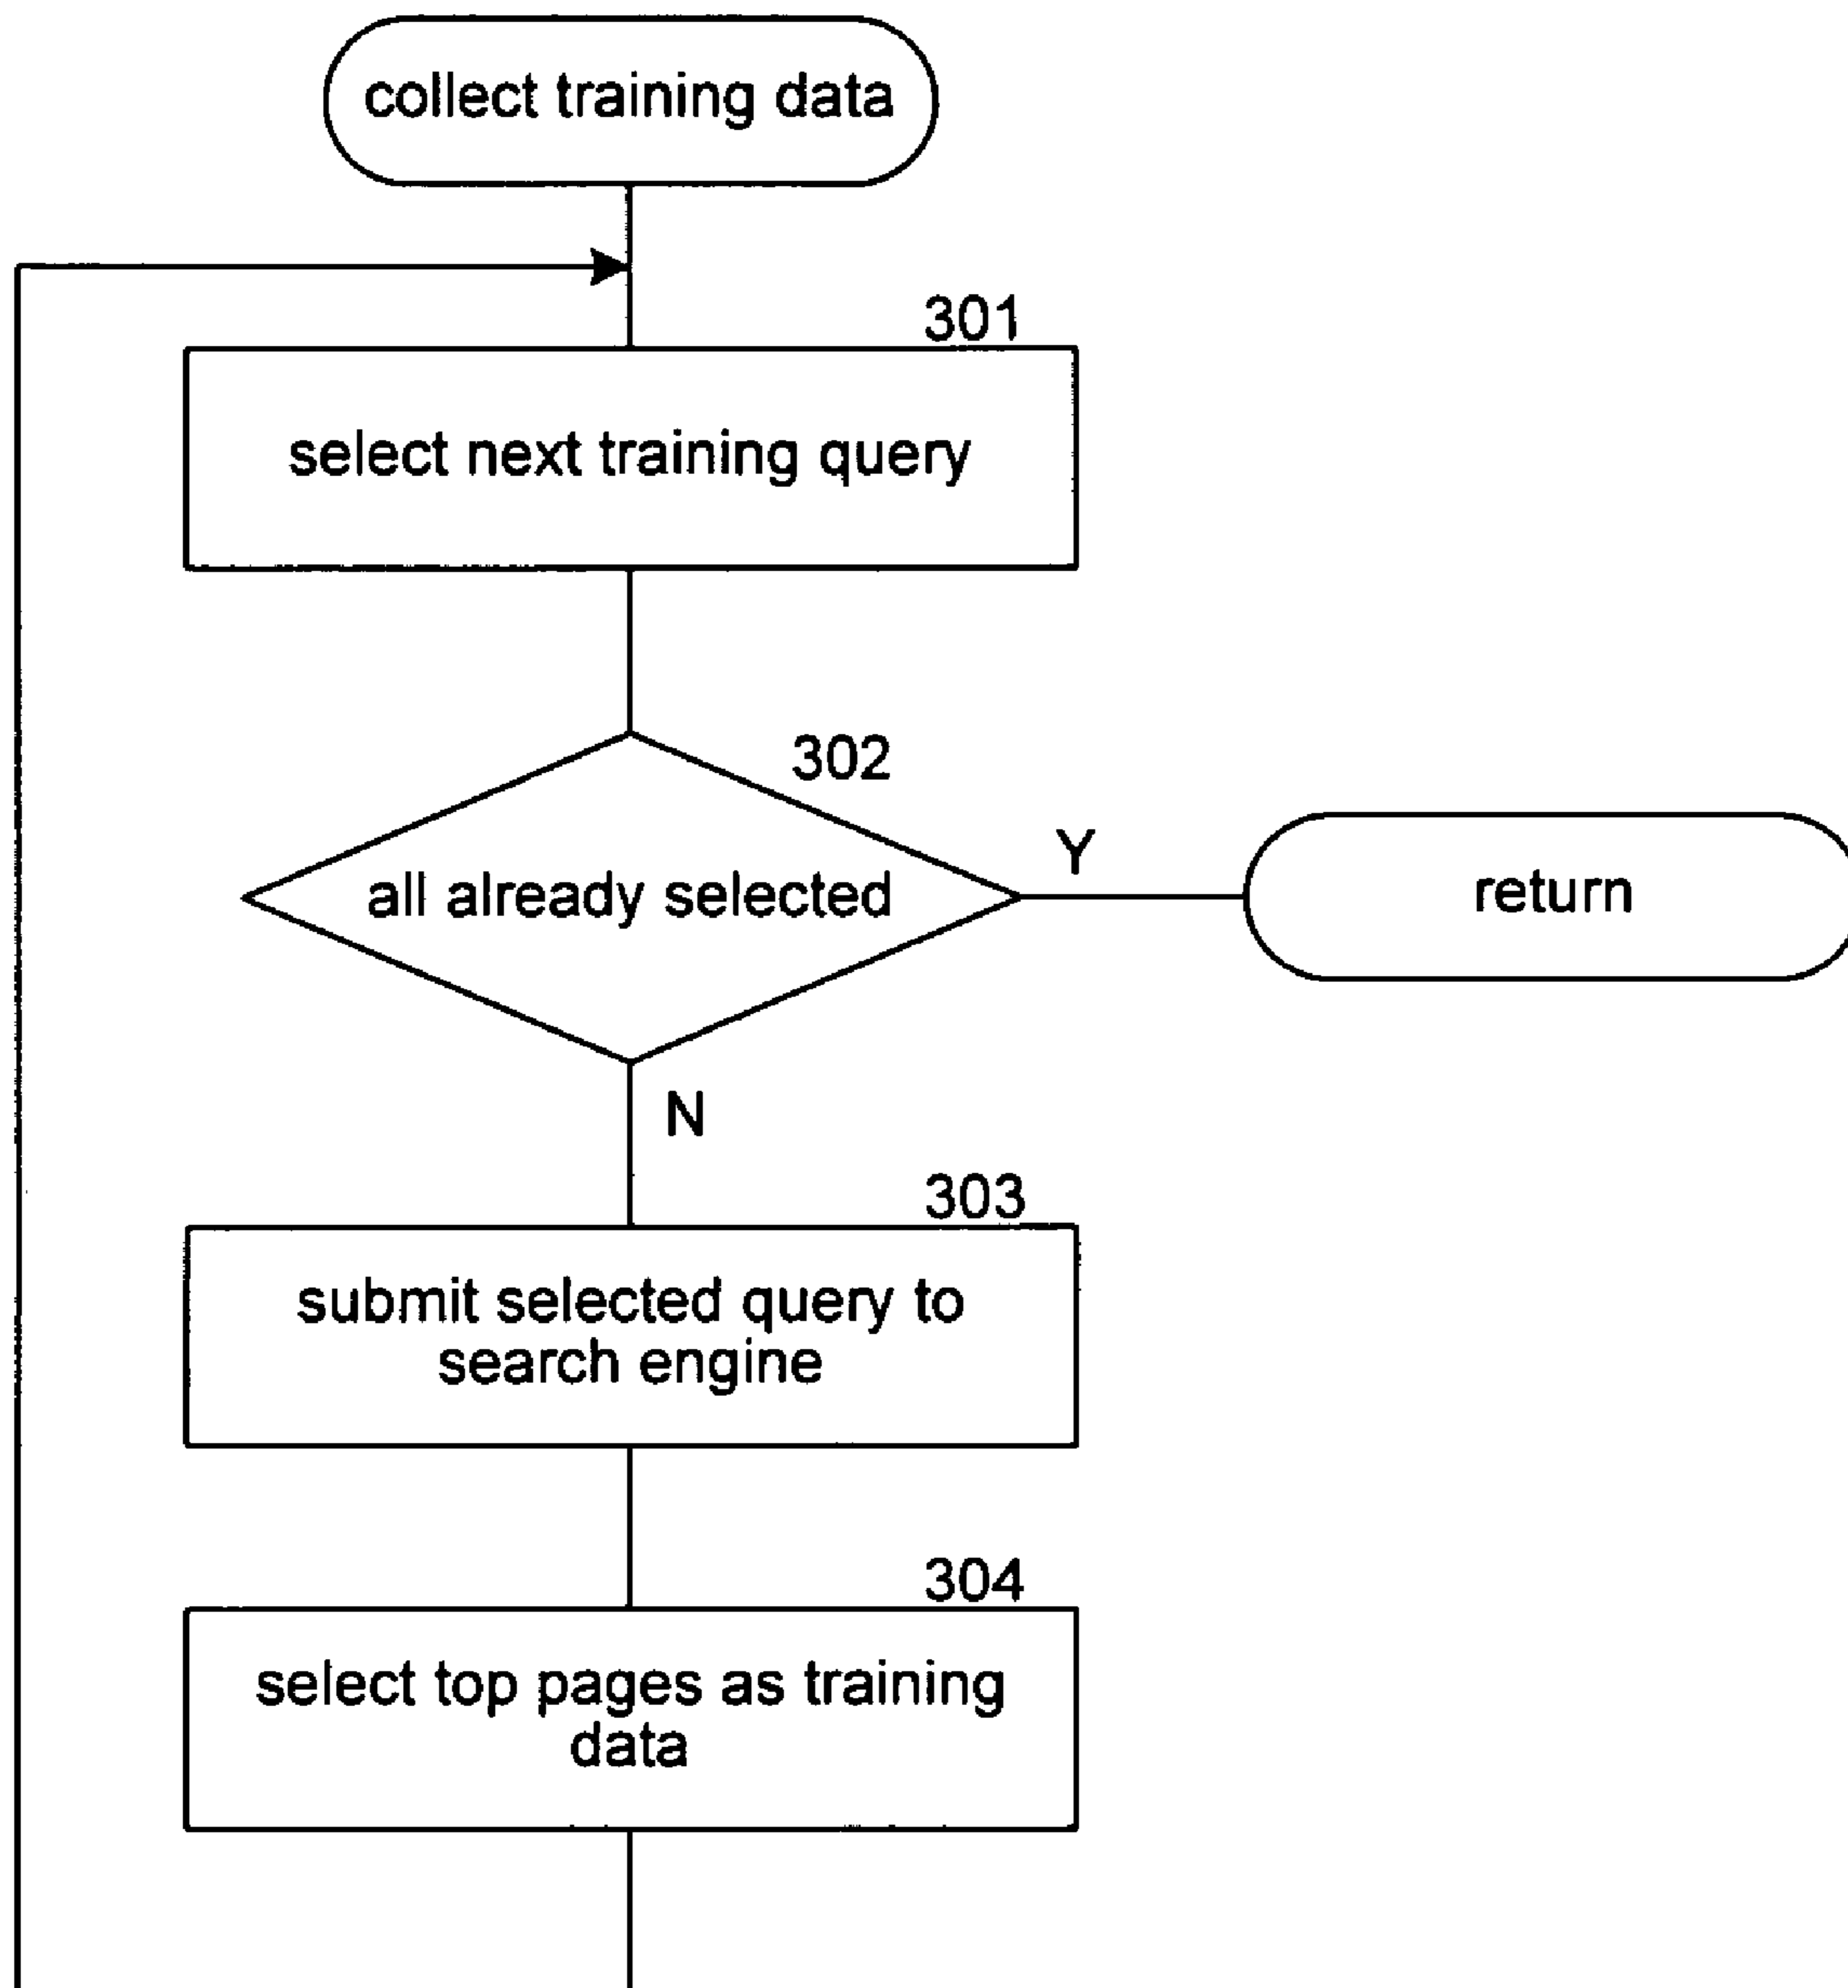 collect training data
301
select next training query
302
all already selected
Y
return
N
303
submit selected query to
search engine
304
select top pages as training
data